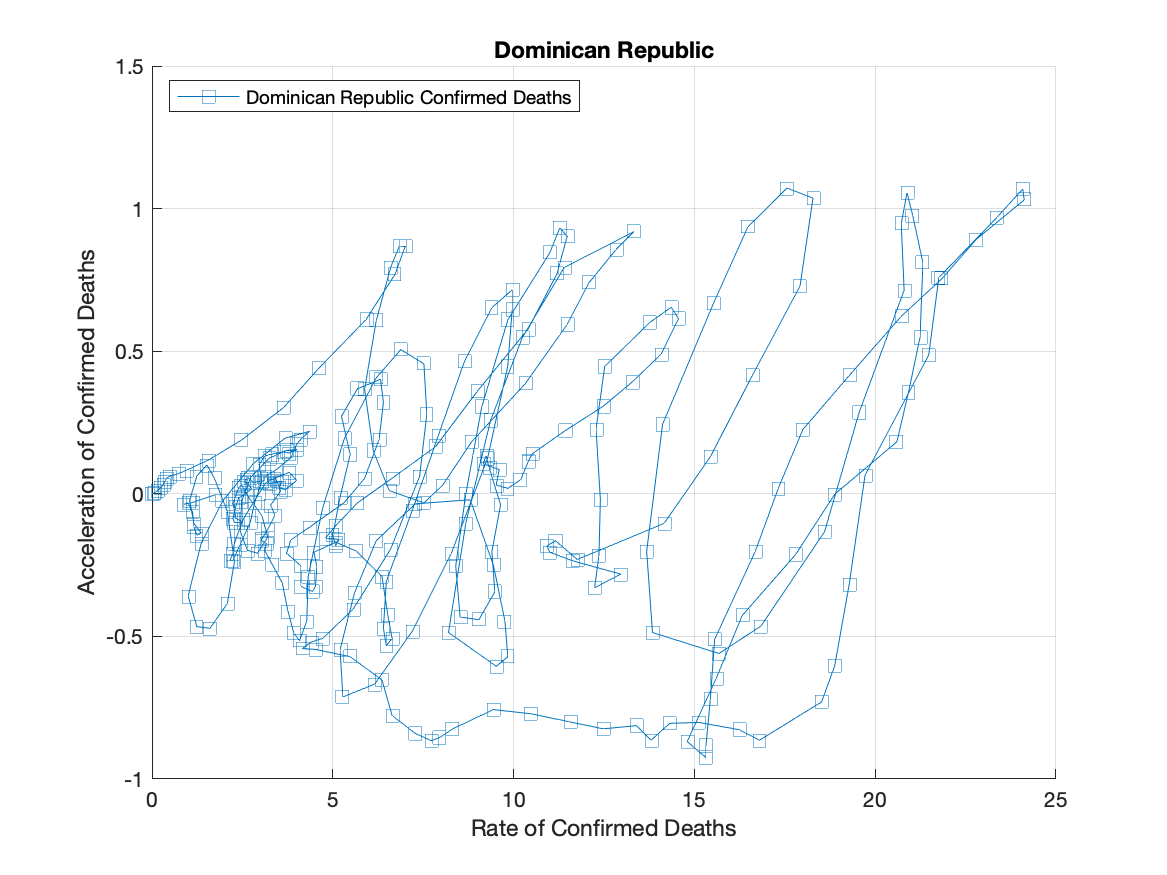 Dominican Republic
1.5
Dominican Republic Confirmed Deaths
1
0.5
0
-0.5
-1
Acceleration of Confirmed Deaths
0 5 10 15 20 25
Rate of Confirmed Deaths